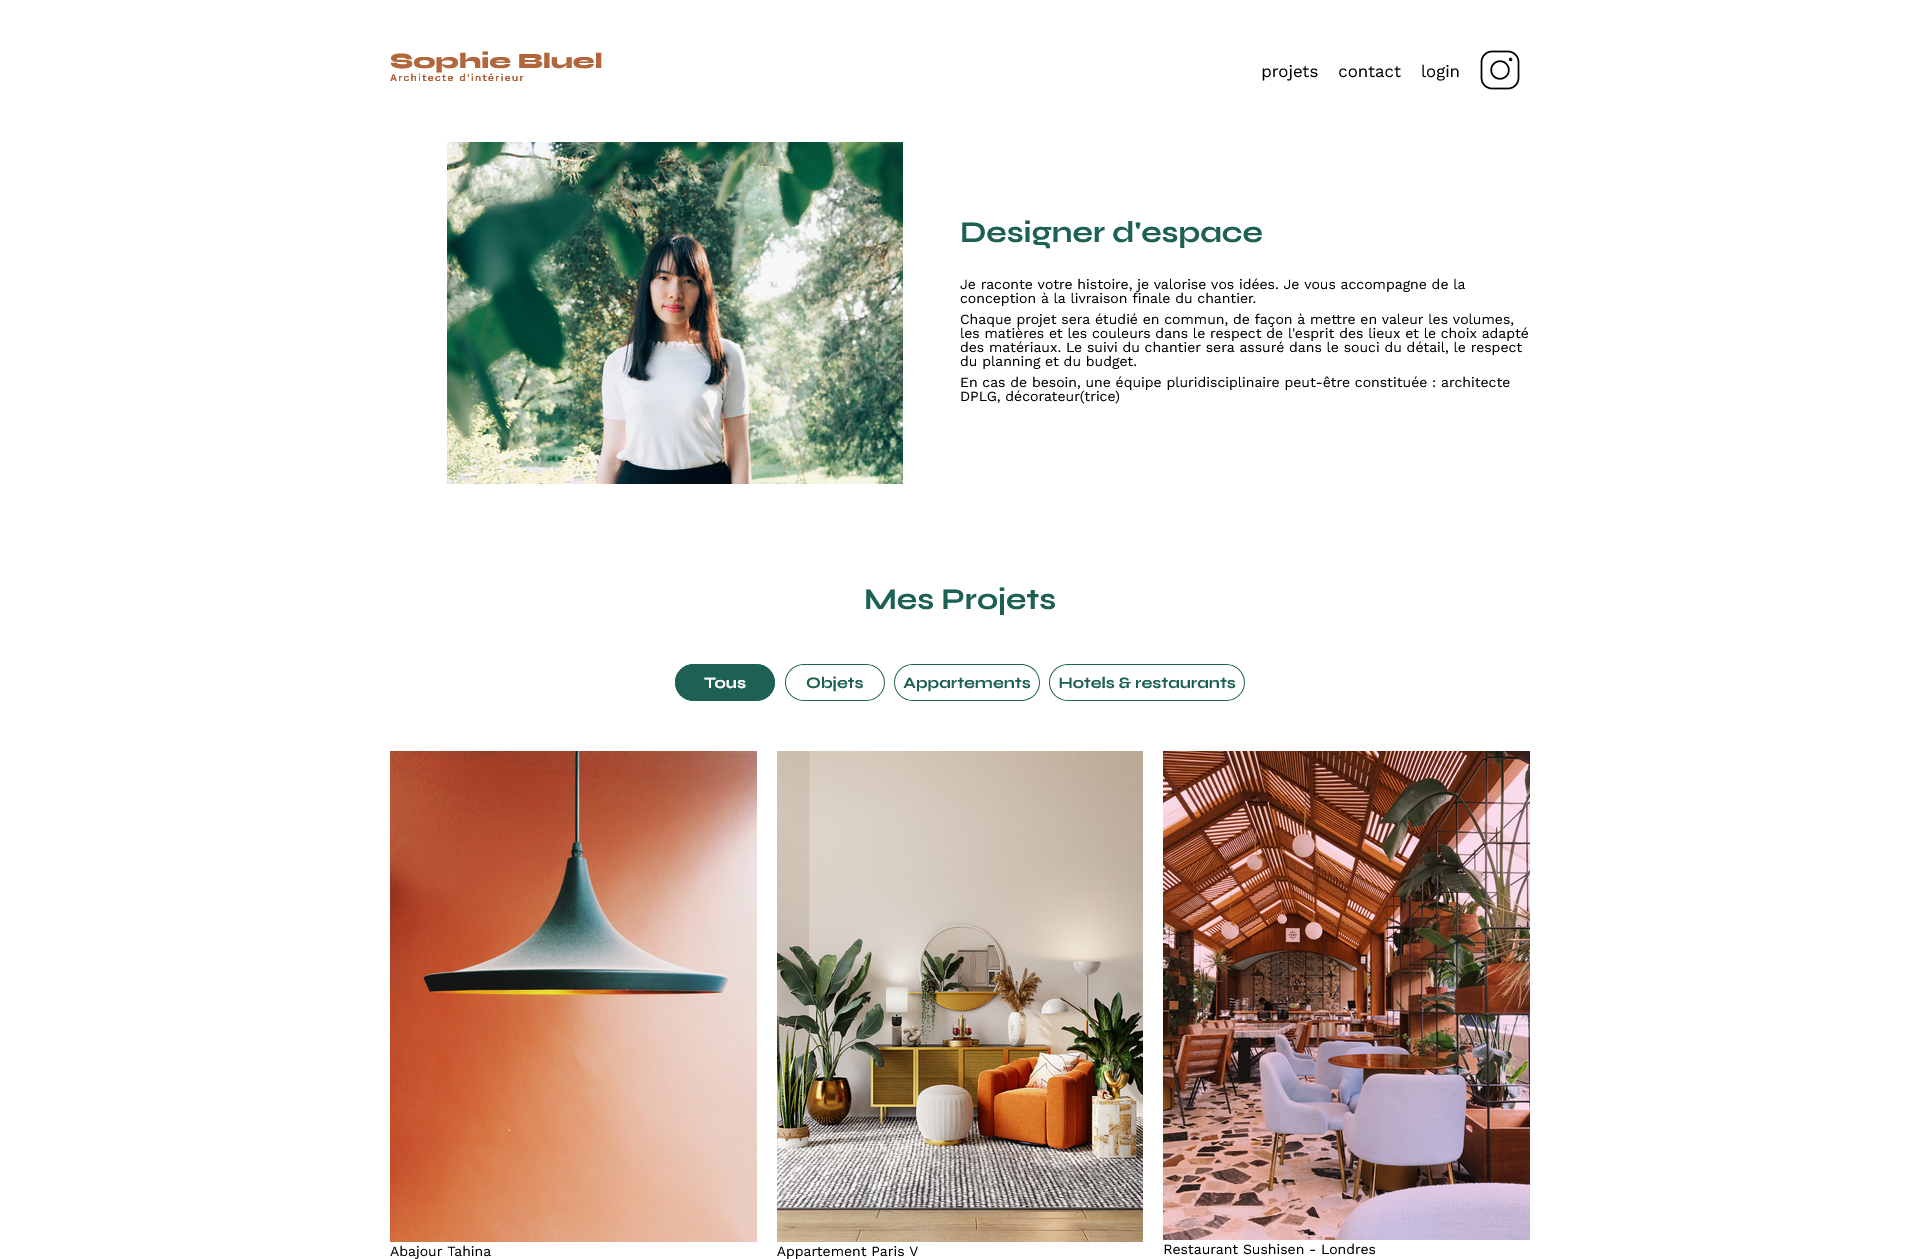 Sophie Bluel
Architecte d'intérieur
projets
contact
login
Designer d'espace
Je raconte votre histoire, je valorise vos idées. Je vous accompagne de la
conception à la livraison finale du chantier.
Chaque projet sera étudié en commun, de façon à mettre en valeur les volumes,
les matières et les couleurs dans le respect de l'esprit des lieux et le choix adapté
des matériaux. Le suivi du chantier sera assuré dans le souci du détail, le respect
du planning et du budget.
En cas de besoin, une équipe pluridisciplinaire peut-être constituée : architecte
DPLG, décorateur(trice)
Mes Projets
Tous
Objets
Appartements
Hotels & restaurants
Abajour Tahina
Appartement Paris V
Restaurant Sushisen - Londres